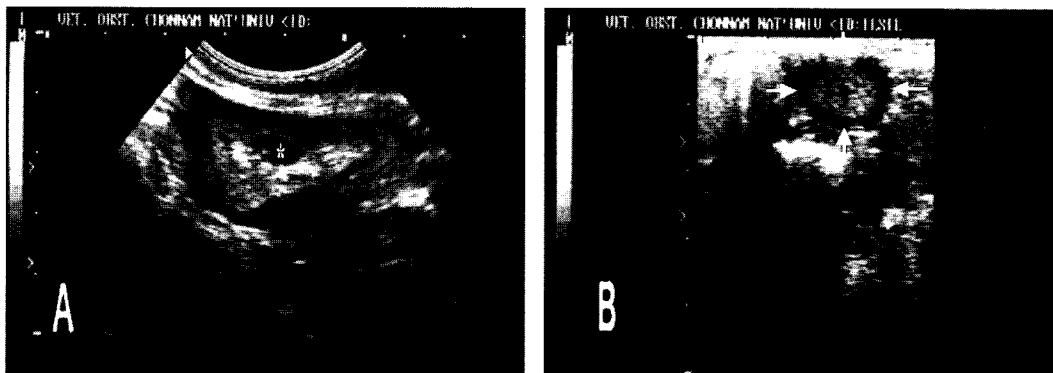 VET. OBST. CHONNAM NAT'UNIV <ID:
A
VET. OBST. CHONNAM NAT'UNIV <ID:
B